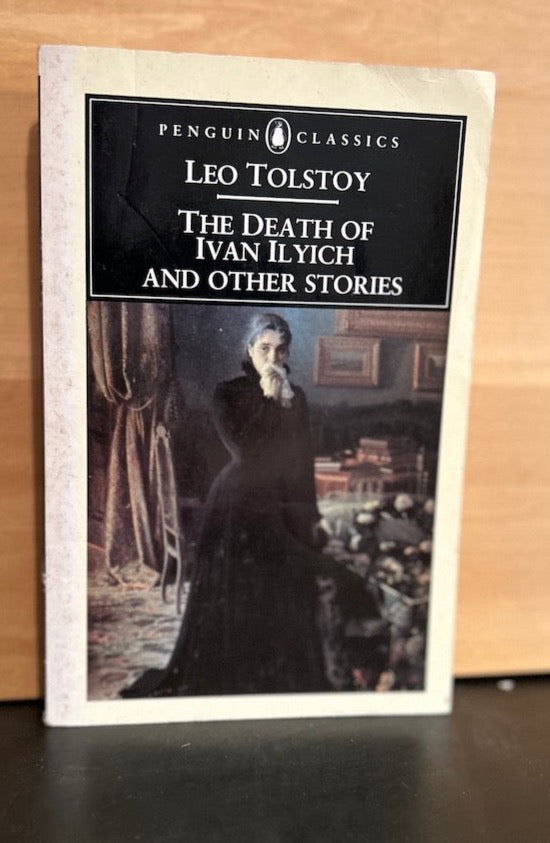 PENGUIN CLASSICS
LEO TOLSTOY
THE DEATH OF
IVAN ILYICH
AND OTHER STORIES